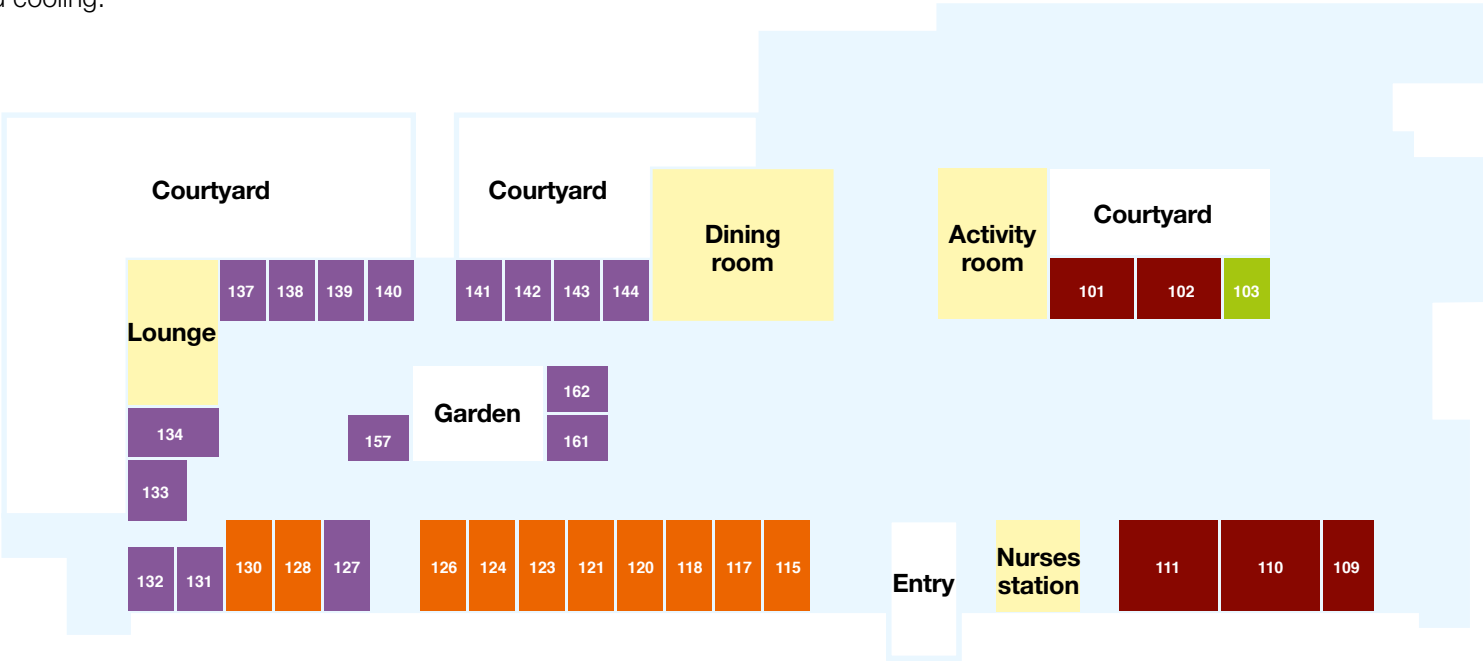 cooling.
Courtyard
Courtyard
Courtyard
Dining
room
Activity
room
137 138 139 140
141 142 143 144
101 102 103
Lounge
162
134
157
Garden
161
133
132 131 130 128 127
126 124 123 121 120 118 117 115
Entry
Nurses
station
111 110 109